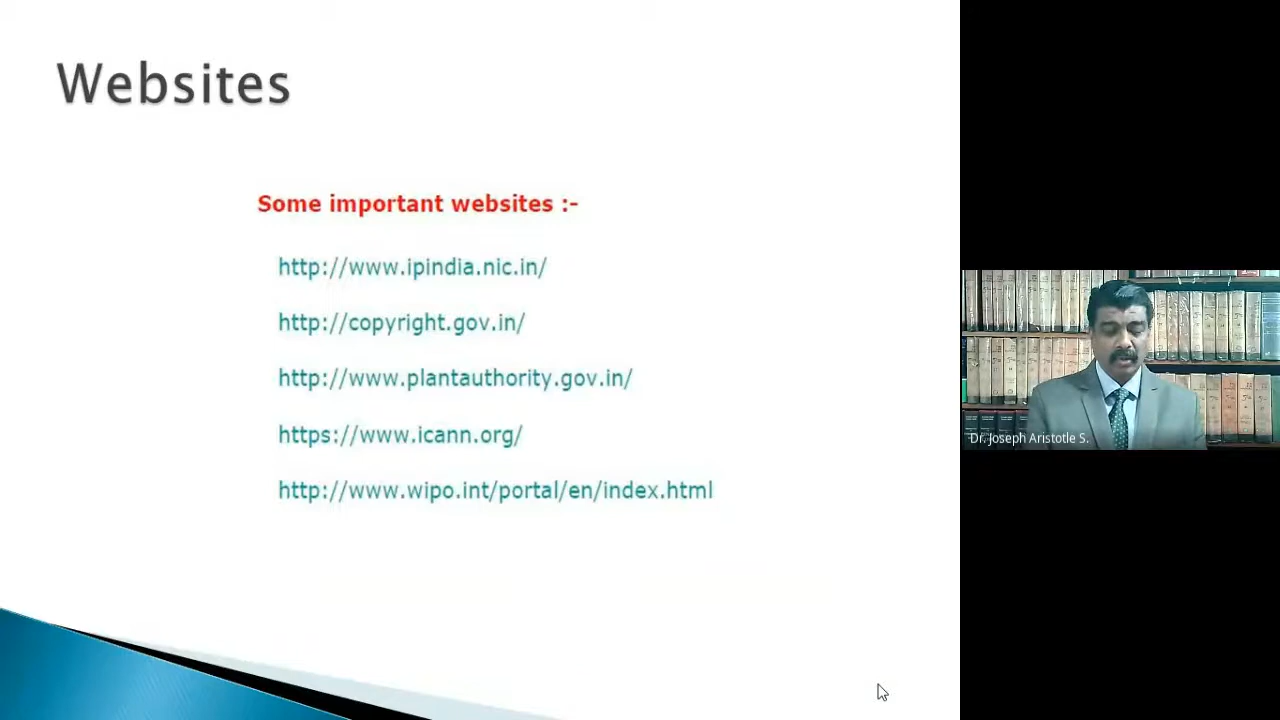 Websites
Some important websites :-
http://www.ipindia.nic.in/
http://copyright.gov.in/
http://www.plantauthority.gov.in/
https://www.icann.org/
http://www.wipo.int/portal/en/index.html
Dr. Joseph Aristotle S.